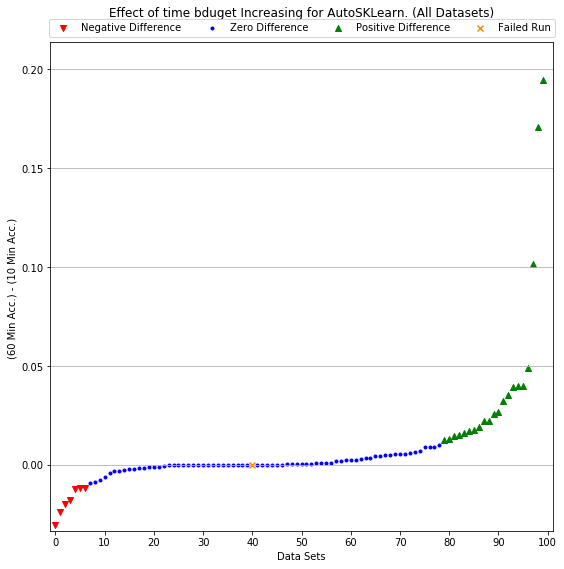 Effect of time bduget Increasing for AutoSKLearn. (All Datasets)
Negative Difference Zero Difference Positive Difference Failed Run
(60 Min Acc.) - (10 Min Acc.)
0.20
0.15
0.10
0.05
0.00
0 10 20 30 40 50 60 70 80 90 100
Data Sets